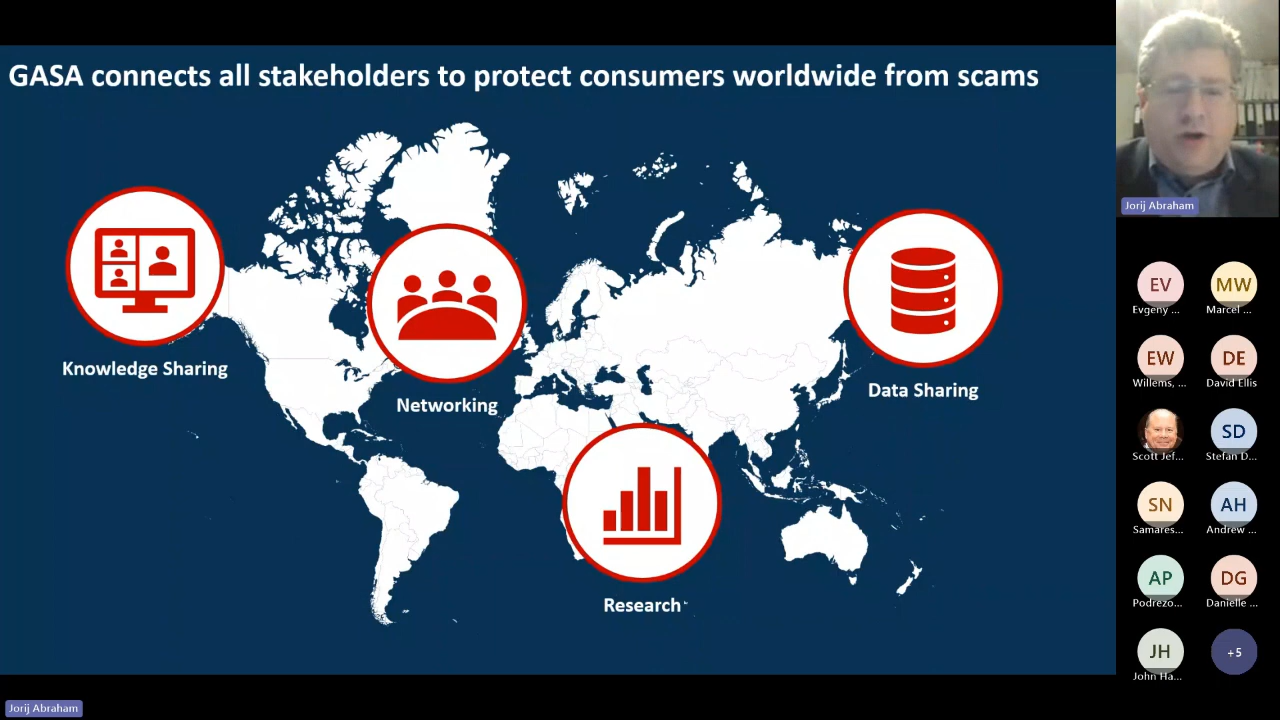 GASA connects all stakeholders to protect consumers worldwide from scams
Knowledge Sharing
Networking
Data Sharing
Research
Jorij Abraham
EV
Evgeny ...
MW
Marcel ...
EW
Willems, ...
DE
David Ellis
Scott Jef...
SD
Stefan D...
SN
Samares...
AH
Andrew ...
AP
Podrezo...
DG
Danielle ...
JH
John Ha...
+5
Jorij Abraham